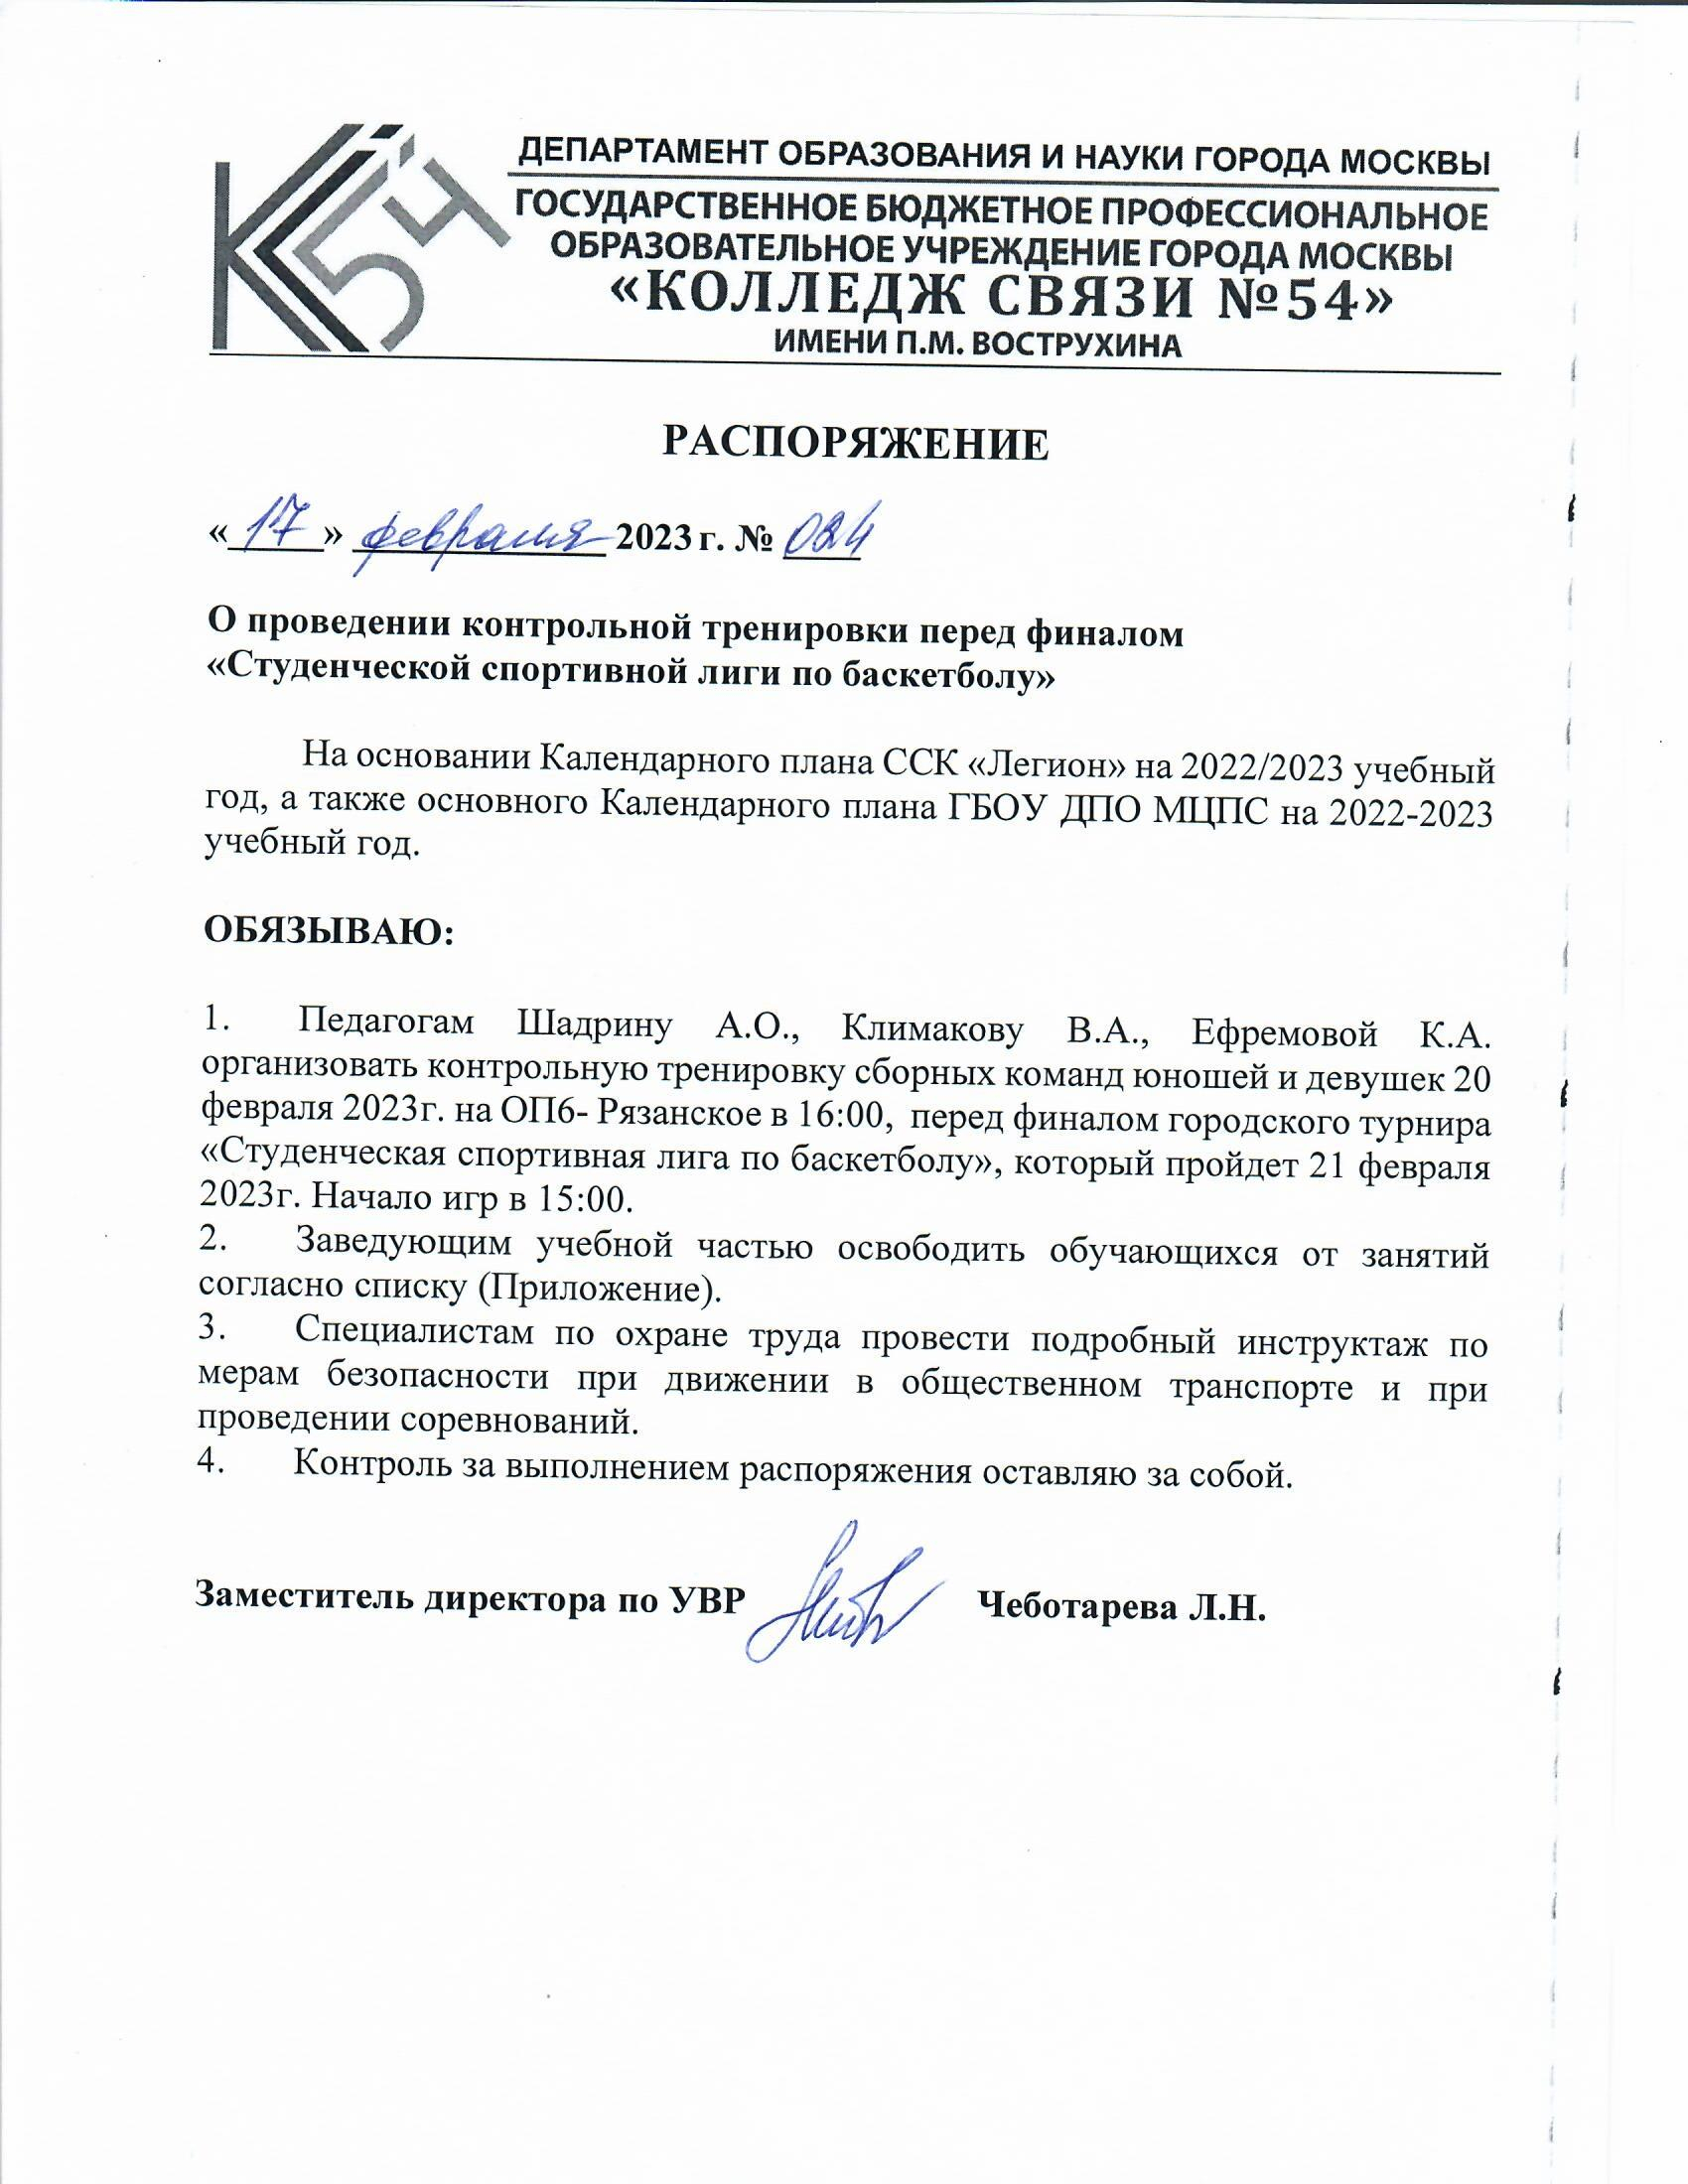 К54
ДЕПАРТАМЕНТ ОБРАЗОВАНИЯ И НАУКИ ГОРОДА МОСКВЫ
ГОСУДАРСТВЕННОЕ БЮДЖЕТНОЕ ПРОФЕССИОНАЛЬНОЕ
ОБРАЗОВАТЕЛЬНОЕ УЧРЕЖДЕНИЕ ГОРОДА МОСКВЫ
«КОЛЛЕДЖ СВЯЗИ №54»
ИМЕНИ П.М. ВОСТРУХИНА
РАСПОРЯЖЕНИЕ
«17» февраля 2023 г. № 024
О проведении контрольной тренировки перед финалом
«Студенческой спортивной лиги по баскетболу»
На основании Календарного плана ССК «Легион» на 2022/2023 учебный
год, а также основного Календарного плана ГБОУ ДПО МЦПС на 2022-2023
учебный год.
ОБЯЗЫВАЮ:
1. Педагогам Шадрину А.О., Климакову В.А., Ефремовой К.А.
организовать контрольную тренировку сборных команд юношей и девушек 20
февраля 2023г. на ОП6- Рязанское в 16:00, перед финалом городского турнира
«Студенческая спортивная лига по баскетболу», который пройдет 21 февраля
2023г. Начало игр в 15:00.
2. Заведующим учебной частью освободить обучающихся от занятий
согласно списку (Приложение).
3. Специалистам по охране труда провести подробный инструктаж по
мерам безопасности при движении в общественном транспорте и при
проведении соревнований.
4. Контроль за выполнением распоряжения оставляю за собой.
Заместитель директора по УВР Чеботарева Л.Н.